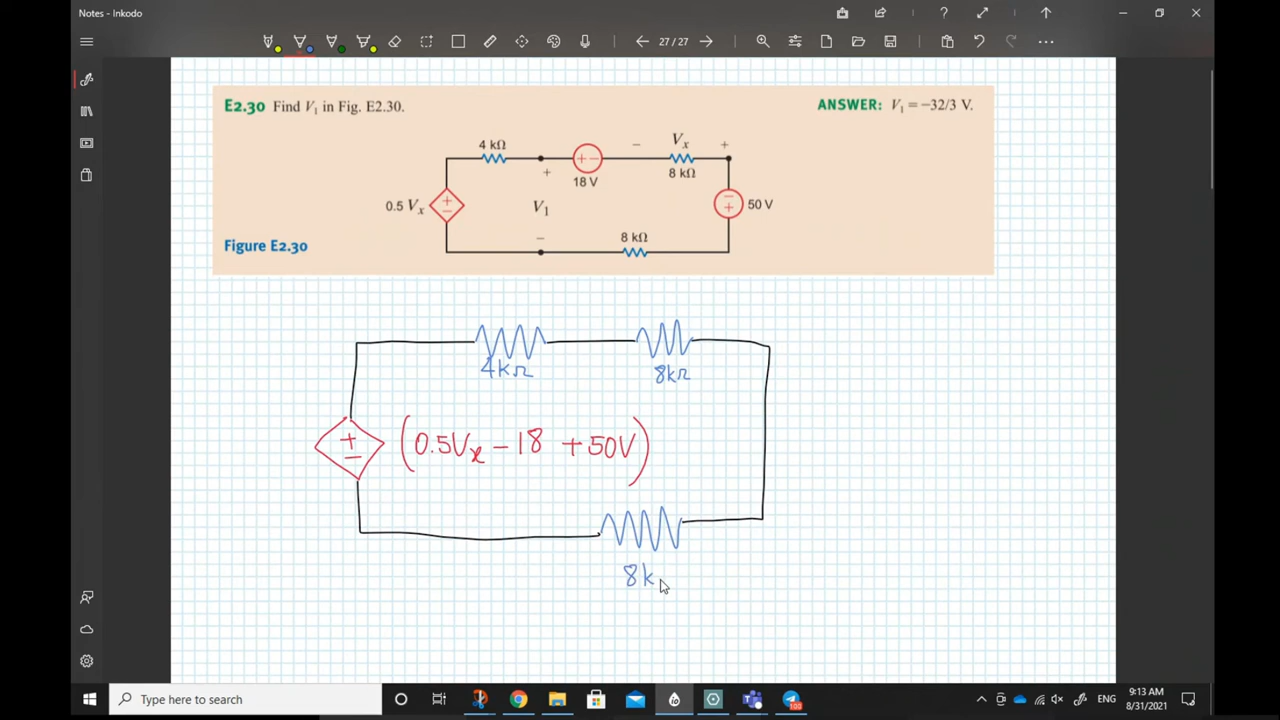 Notes - Inkodo
27 / 27
E2.30 Find V₁ in Fig. E2.30.
ANSWER: V₁ = −32/3 V.
4 kΩ
− Vₓ +
+ −
+
18 V
8 kΩ
0.5 Vₓ
+
−
V₁
−
+
50 V
−
8 kΩ
Figure E2.30
4kΩ
8kΩ
+
−
(0.5Vₓ − 18 + 50V)
8k
Type here to search
100
ENG
9:13 AM
8/31/2021